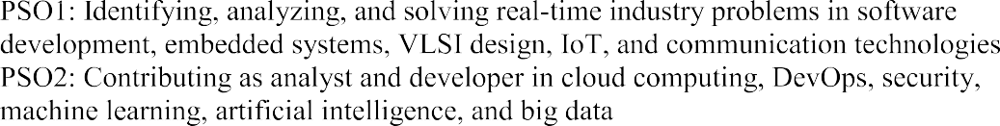 PSO1: Identifying, analyzing, and solving real-time industry problems in software
development, embedded systems, VLSI design, IoT, and communication technologies
PSO2: Contributing as analyst and developer in cloud computing, DevOps, security,
machine learning, artificial intelligence, and big data